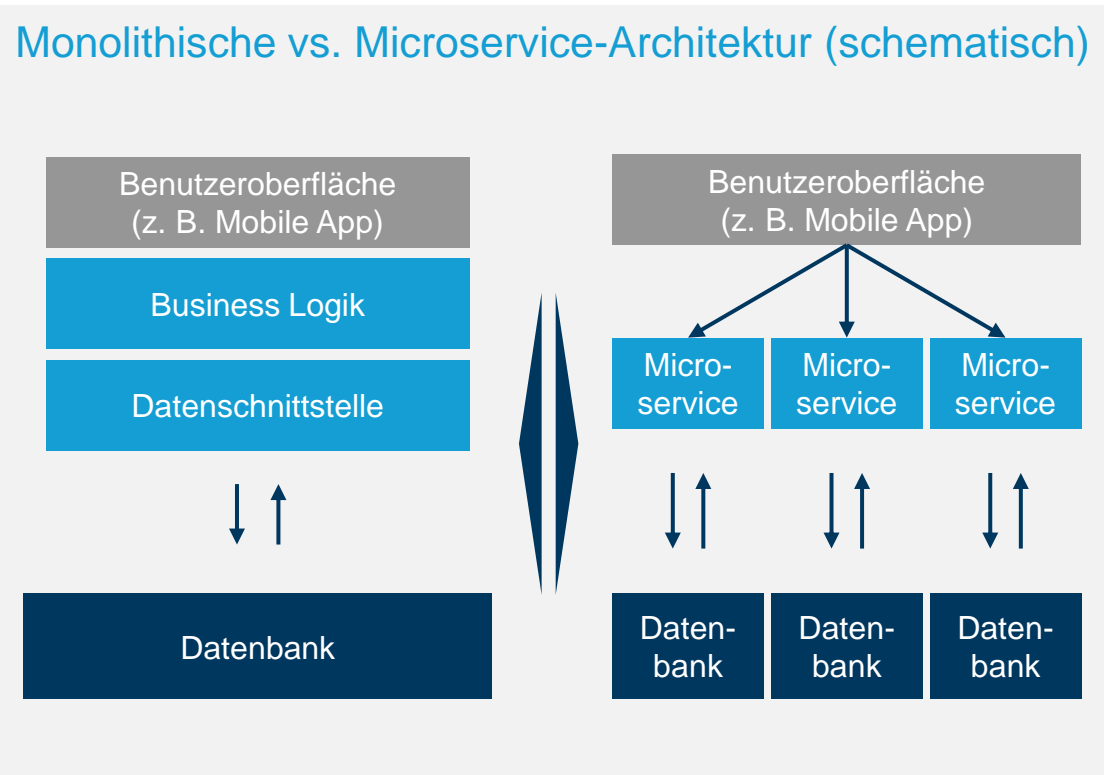 Monolithische vs. Microservice-Architektur (schematisch)
Benutzeroberfläche
(z. B. Mobile App)
Business Logik
Datenschnittstelle
Datenbank
Benutzeroberfläche
(z. B. Mobile App)
Micro-
service
Micro-
service
Micro-
service
Daten-
bank
Daten-
bank
Daten-
bank